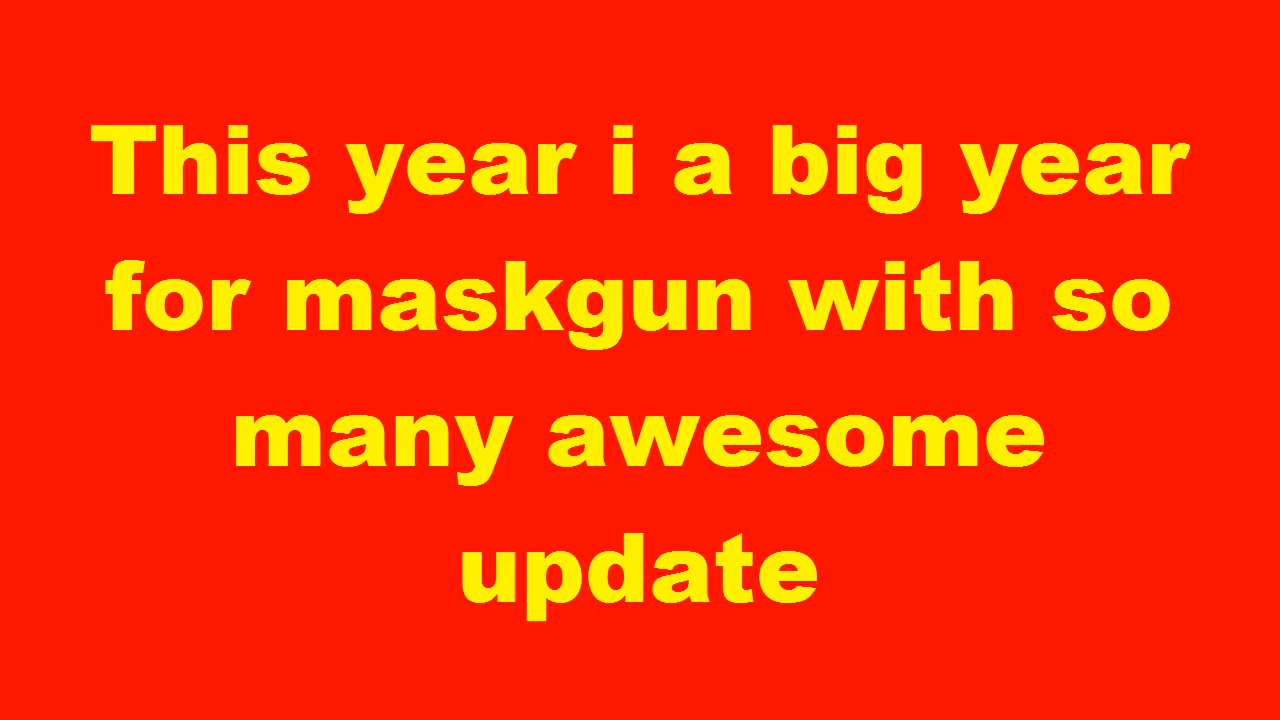 This year i a big year
for maskgun with so
many awesome
update